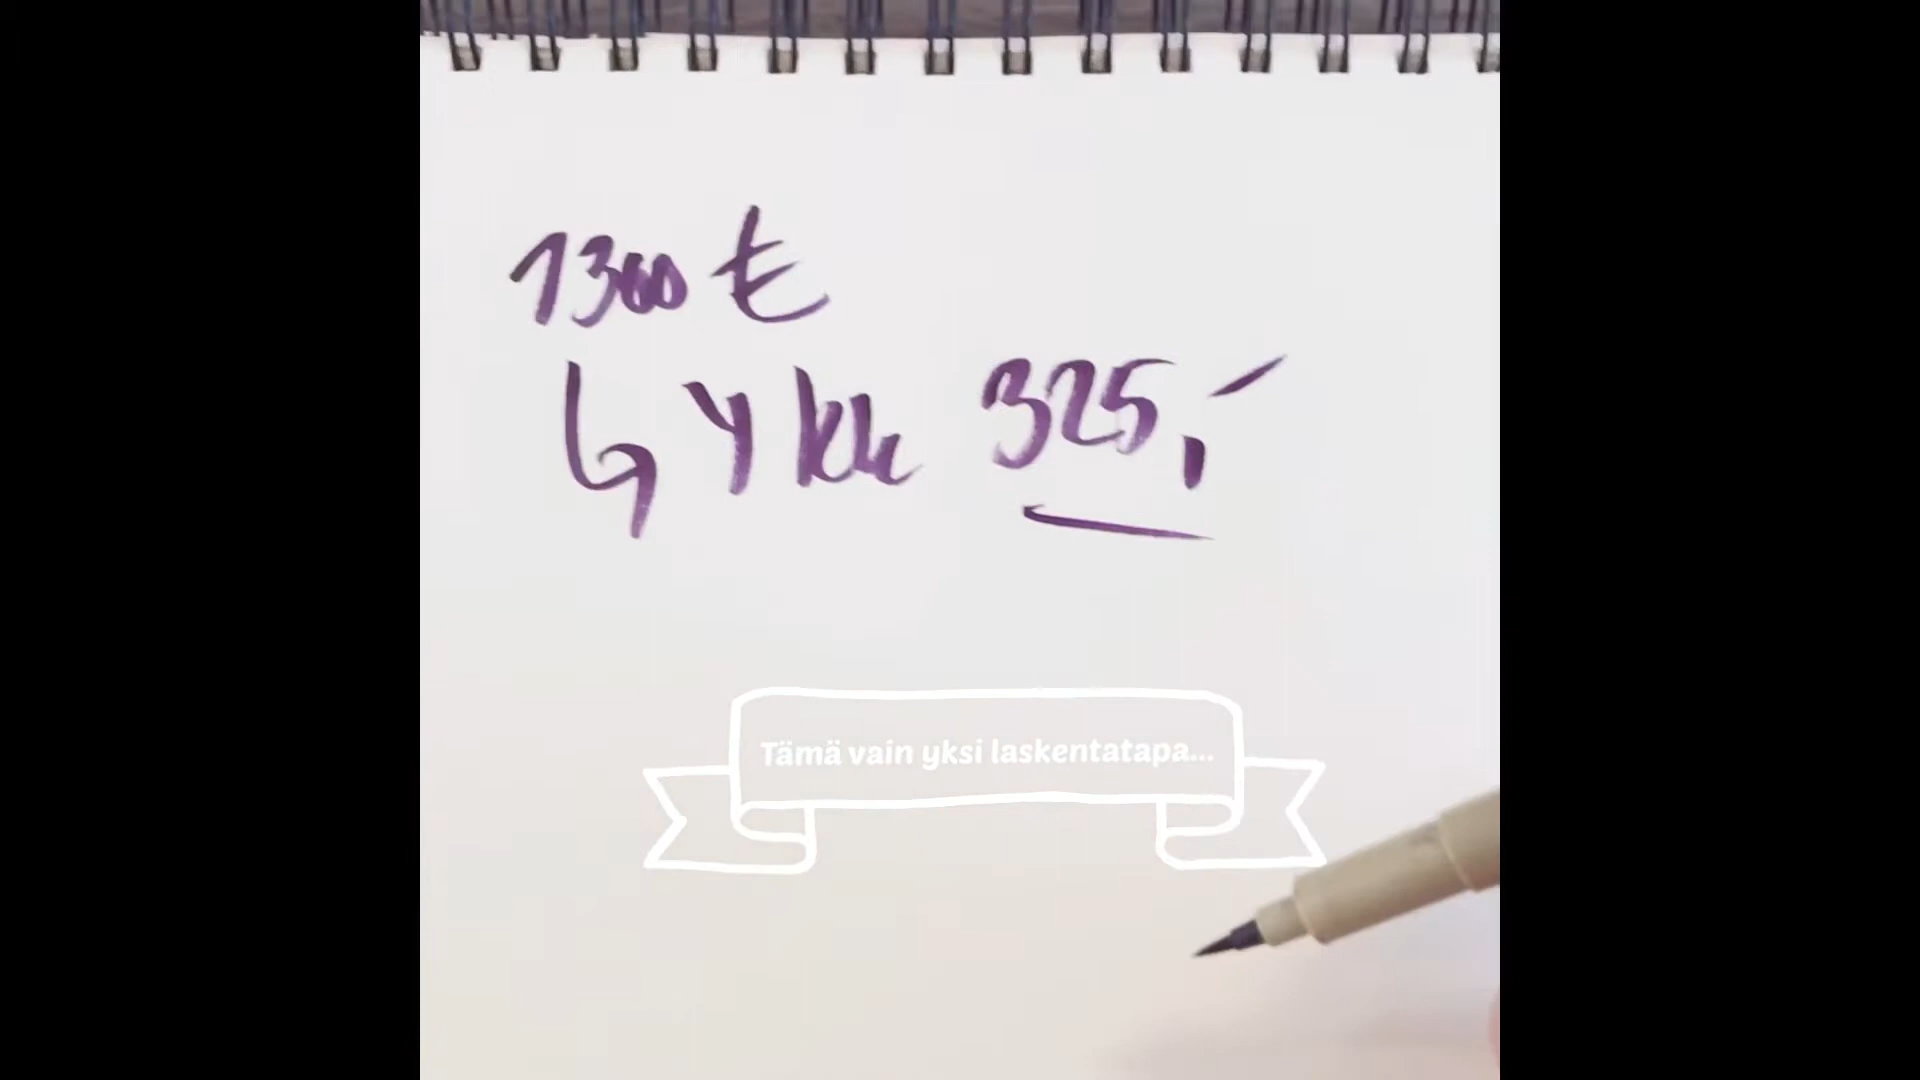 1300 €
↳ 4 kk 325,-
Tämä vain yksi laskentatapa...